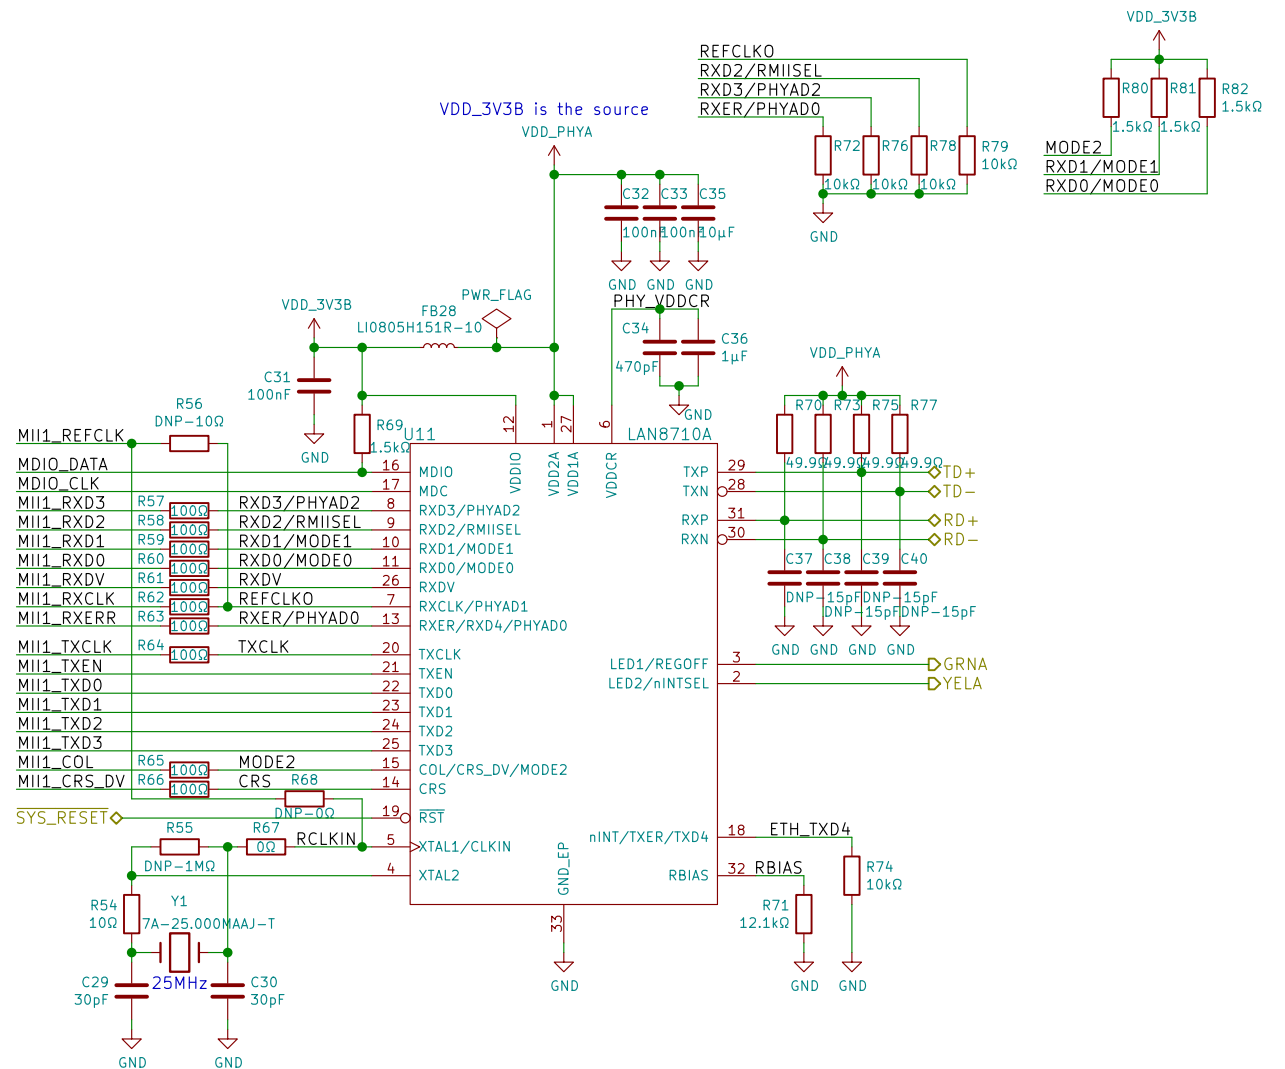 VDD_3V3B
REFCLKO
RXD2/RMIISEL
RXD3/PHYAD2
RXER/PHYAD0
R80
R81
R82
1.5kΩ
1.5kΩ
1.5kΩ
VDD_3V3B is the source
VDD_PHYA
R72
R76
R78
R79
10kΩ
10kΩ
10kΩ
10kΩ
GND
MODE2
RXD1/MODE1
RXD0/MODE0
C32
C33
C35
100nF
100nF
10µF
GND
GND
GND
PWR_FLAG
VDD_3V3B
FB28
LI0805H151R-10
PHY_VDDCR
C34
470pF
C36
1µF
GND
C31
100nF
GND
VDD_PHYA
R56
DNP-10Ω
R69
1.5kΩ
R70
R73
R75
R77
49.9Ω
49.9Ω
49.9Ω
49.9Ω
U11
LAN8710A
12
1
27
6
VDDIO
VDD2A
VDD1A
VDDCR
MII1_REFCLK
MDIO_DATA
16
MDIO
MDIO_CLK
17
MDC
MII1_RXD3
R57
100Ω
RXD3/PHYAD2
8
RXD3/PHYAD2
MII1_RXD2
R58
100Ω
RXD2/RMIISEL
9
RXD2/RMIISEL
MII1_RXD1
R59
100Ω
RXD1/MODE1
10
RXD1/MODE1
MII1_RXD0
R60
100Ω
RXD0/MODE0
11
RXD0/MODE0
MII1_RXDV
R61
100Ω
RXDV
26
RXDV
MII1_RXCLK
R62
100Ω
REFCLKO
7
RXCLK/PHYAD1
MII1_RXERR
R63
100Ω
RXER/PHYAD0
13
RXER/RXD4/PHYAD0
MII1_TXCLK
R64
100Ω
TXCLK
20
TXCLK
MII1_TXEN
21
TXEN
MII1_TXD0
22
TXD0
MII1_TXD1
23
TXD1
MII1_TXD2
24
TXD2
MII1_TXD3
25
TXD3
MII1_COL
R65
100Ω
MODE2
15
COL/CRS_DV/MODE2
MII1_CRS_DV
R66
100Ω
CRS
14
CRS
R68
DNP-0Ω
SYS_RESET
19
RST
R55
DNP-1MΩ
R67
0Ω
RCLKIN
5
XTAL1/CLKIN
4
XTAL2
TXP
29
TD+
TXN
28
TD-
RXP
31
RD+
RXN
30
RD-
C37
C38
C39
C40
DNP-15pF
DNP-15pF
DNP-15pF
DNP-15pF
GND
GND
GND
GND
LED1/REGOFF
3
GRNA
LED2/nINTSEL
2
YELA
nINT/TXER/TXD4
18
ETH_TXD4
RBIAS
32
RBIAS
R74
10kΩ
R71
12.1kΩ
GND
GND
GND_EP
33
GND
R54
10Ω
Y1
7A-25.000MAAJ-T
25MHz
C29
30pF
C30
30pF
GND
GND